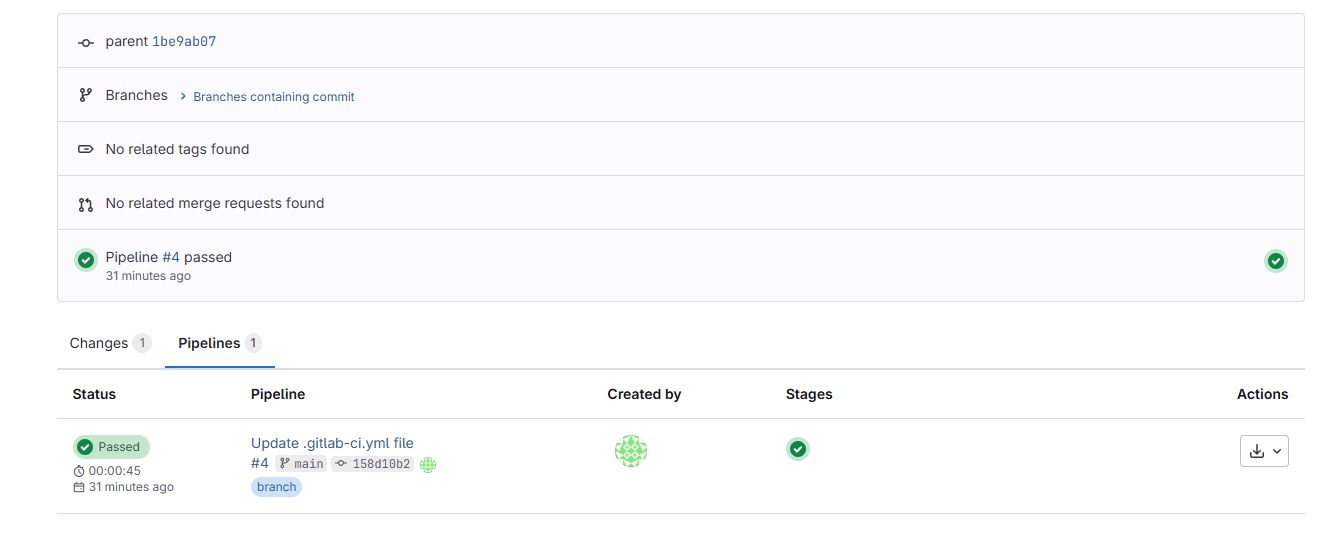 parent 1be9ab07
Branches > Branches containing commit
No related tags found
No related merge requests found
Pipeline #4 passed
31 minutes ago
Changes 1 Pipelines 1
Status Pipeline Created by Stages Actions
Passed
00:00:45
31 minutes ago
Update .gitlab-ci.yml file
#4 main 158d10b2
branch